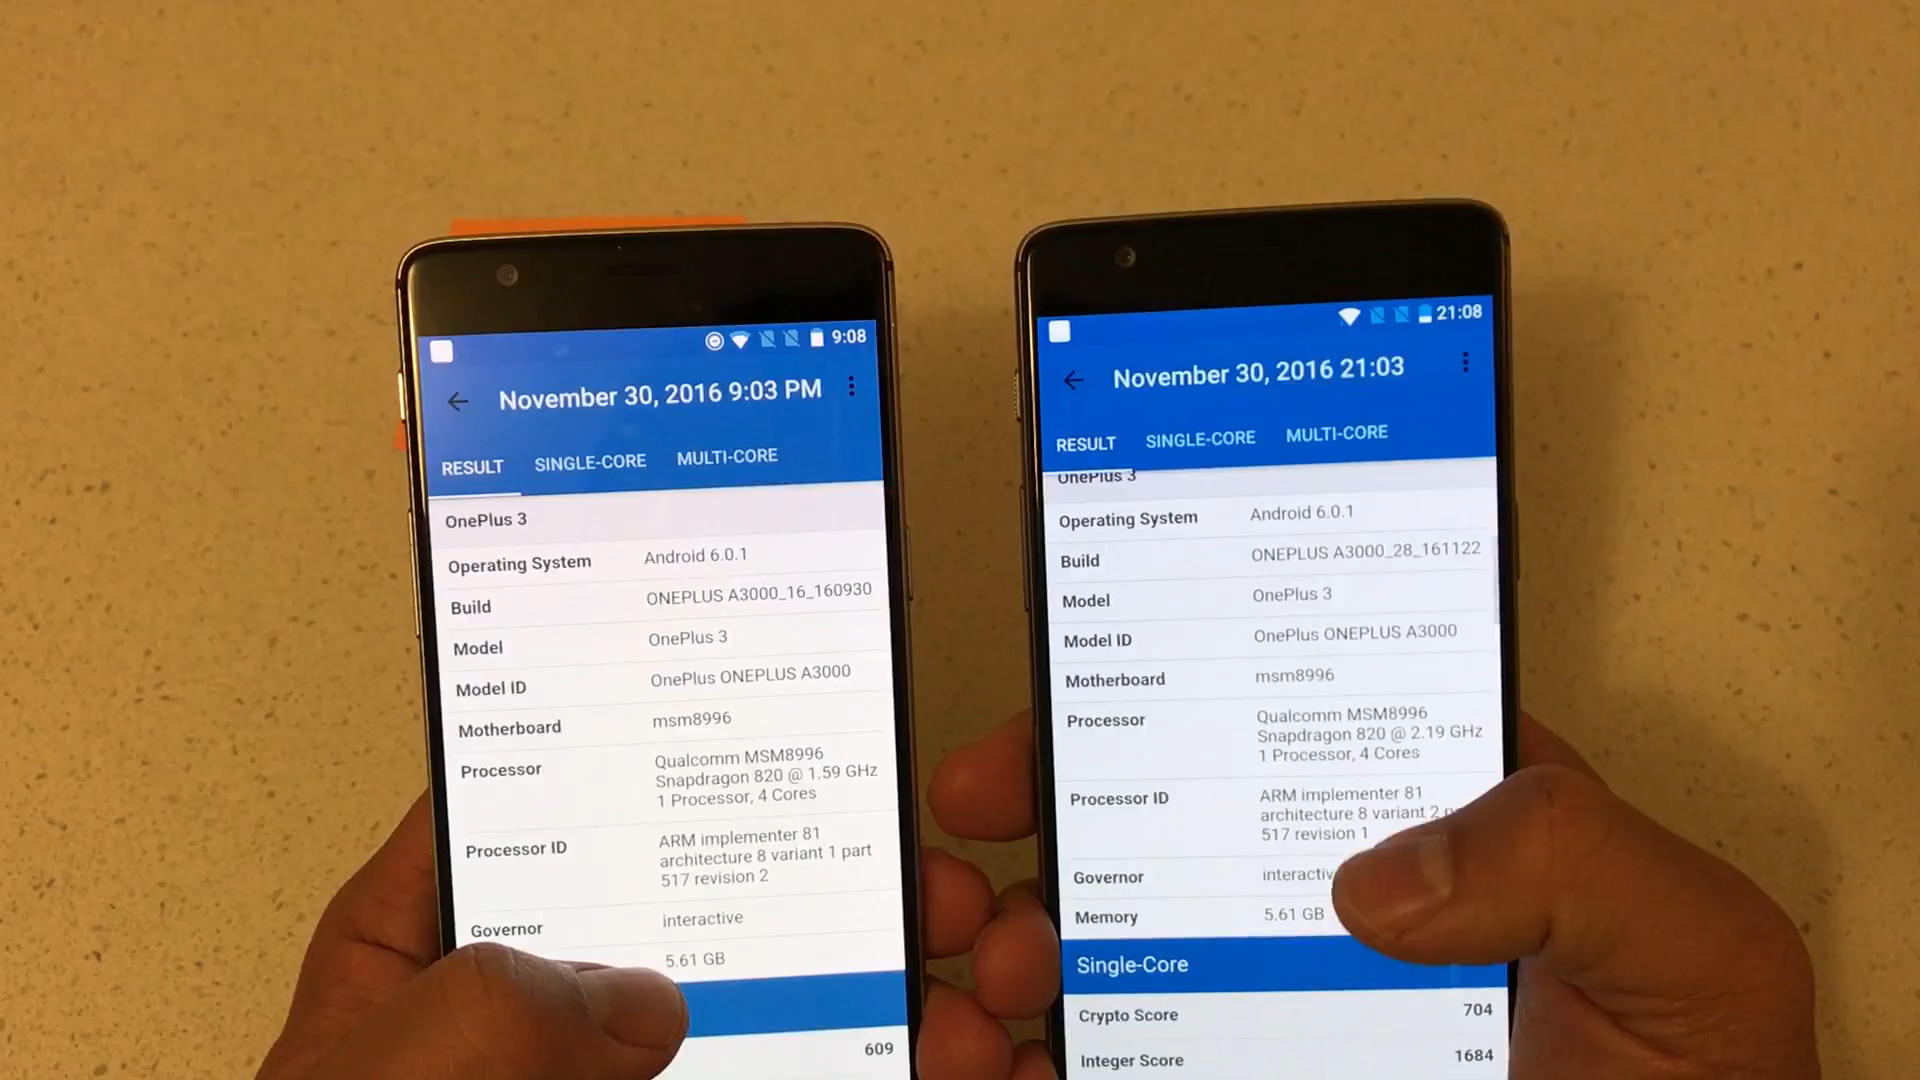 9:08
November 30, 2016 9:03 PM
RESULT SINGLE-CORE MULTI-CORE
OnePlus 3
Operating System Android 6.0.1
Build ONEPLUS A3000_16_160930
Model OnePlus 3
Model ID OnePlus ONEPLUS A3000
Motherboard msm8996
Processor Qualcomm MSM8996
Snapdragon 820 @ 1.59 GHz
1 Processor, 4 Cores
Processor ID ARM implementer 81
architecture 8 variant 1 part
517 revision 2
Governor interactive
5.61 GB
609
21:08
November 30, 2016 21:03
RESULT SINGLE-CORE MULTI-CORE
OnePlus 3
Operating System Android 6.0.1
Build ONEPLUS A3000_28_161122
Model OnePlus 3
Model ID OnePlus ONEPLUS A3000
Motherboard msm8996
Processor Qualcomm MSM8996
Snapdragon 820 @ 2.19 GHz
1 Processor, 4 Cores
Processor ID ARM implementer 81
architecture 8 variant 2
517 revision 1
Governor interactiv
Memory 5.61 GB
Single-Core
Crypto Score 704
Integer Score 1684